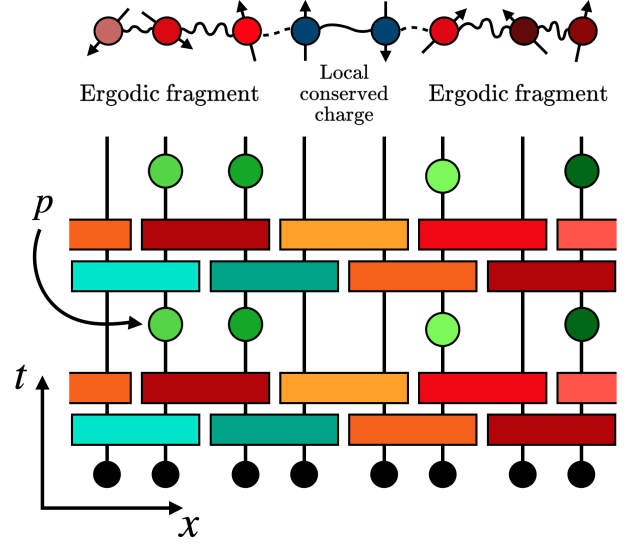 Ergodic fragment
Local
conserved
charge
Ergodic fragment
p
t
x